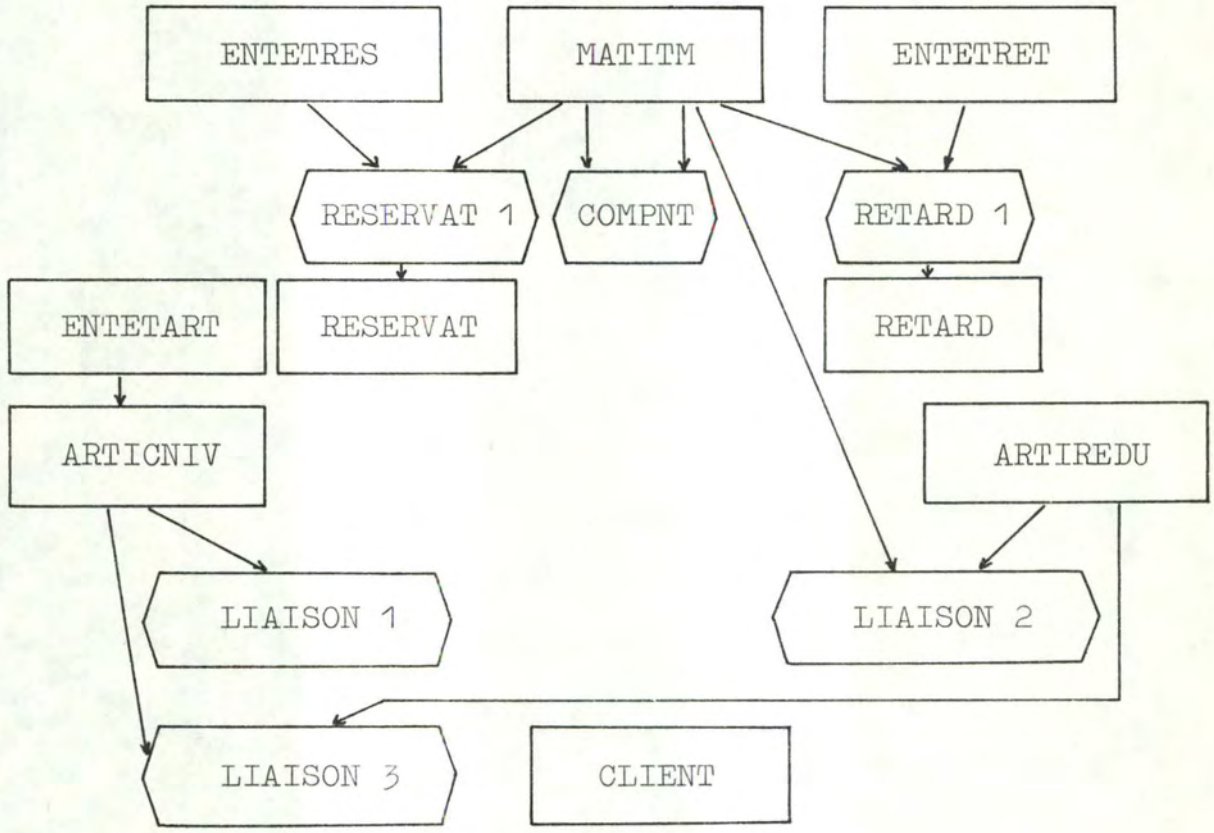 ENTETRES
MATITM
ENTETRET
RESERVAT 1
COMPNT
RETARD 1
ENTETART
RESERVAT
RETARD
ARTICNIV
ARTIREDU
LIAISON 1
LIAISON 2
LIAISON 3
CLIENT